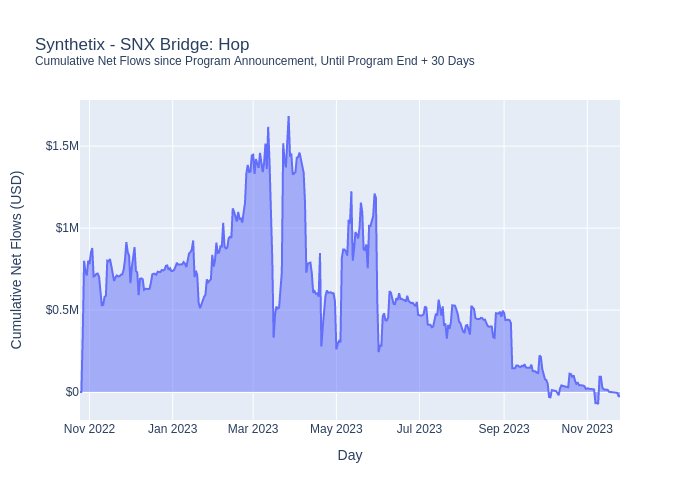 Synthetix - SNX Bridge: Hop
Cumulative Net Flows since Program Announcement, Until Program End + 30 Days
Cumulative Net Flows (USD)
$1.5M
$1M
$0.5M
$0
Nov 2022
Jan 2023
Mar 2023
May 2023
Jul 2023
Sep 2023
Nov 2023
Day